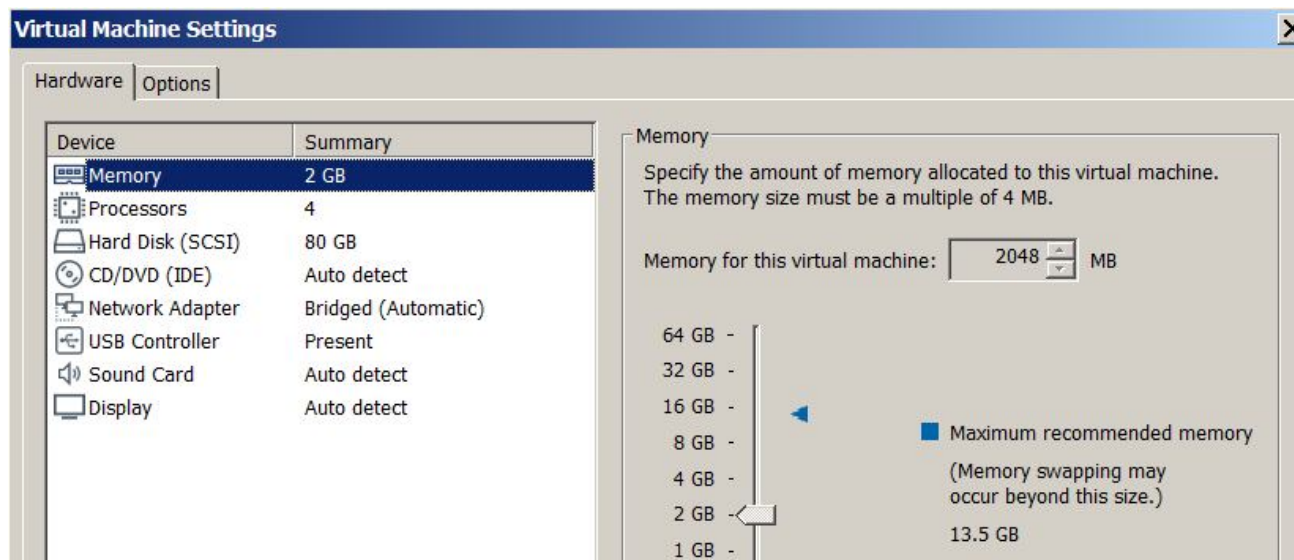 Virtual Machine Settings
Hardware Options
Device Summary
Memory 2 GB
Processors 4
Hard Disk (SCSI) 80 GB
CD/DVD (IDE) Auto detect
Network Adapter Bridged (Automatic)
USB Controller Present
Sound Card Auto detect
Display Auto detect
Memory
Specify the amount of memory allocated to this virtual machine.
The memory size must be a multiple of 4 MB.
Memory for this virtual machine: 2048 MB
64 GB -
32 GB -
16 GB -
8 GB -
4 GB -
2 GB -
1 GB -
Maximum recommended memory
(Memory swapping may
occur beyond this size.)
13.5 GB